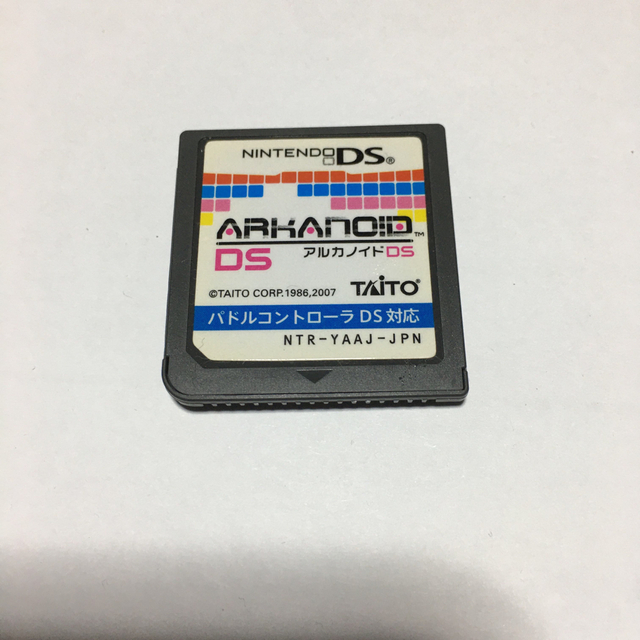 NINTENDO DS®
ARKANOID™
DS アルカノイドDS
©TAITO CORP.1986,2007 TAITO
パドルコントローラ DS 対応
NTR-YAAJ-JPN